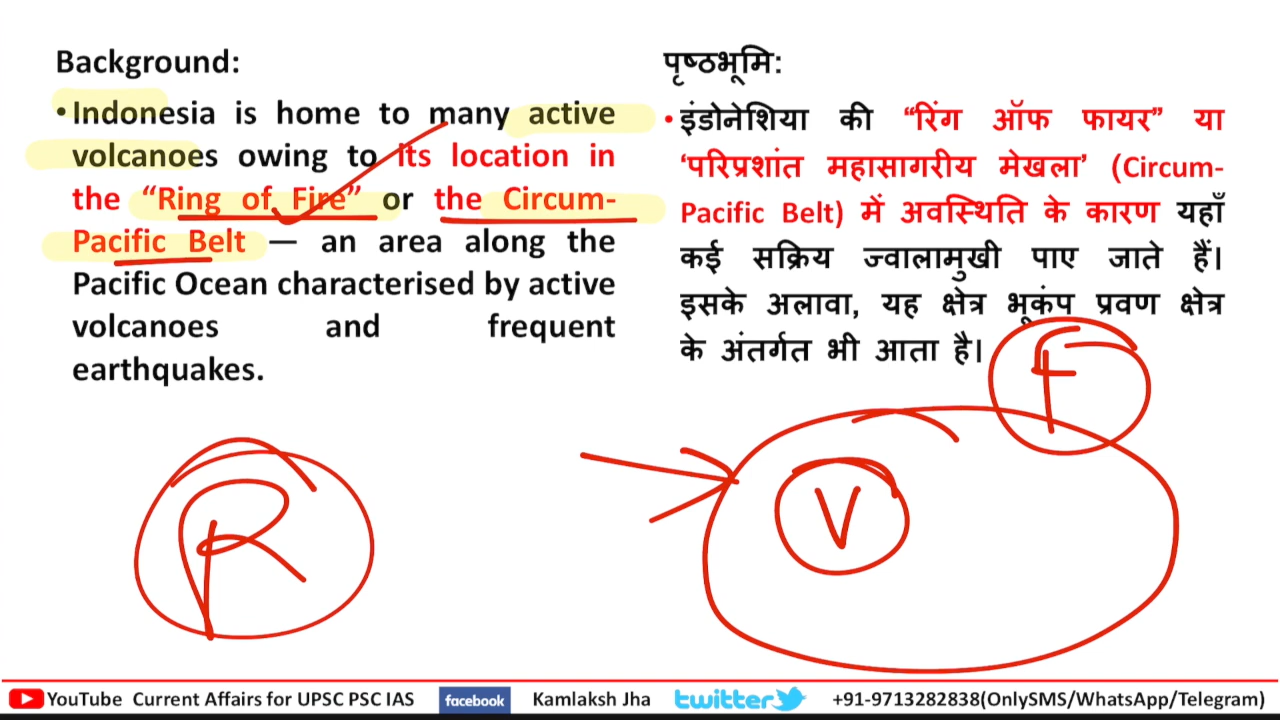 Background:
•Indonesia is home to many active
volcanoes owing to its location in
the “Ring of Fire” or the Circum-
Pacific Belt — an area along the
Pacific Ocean characterised by active
volcanoes and frequent
earthquakes.
पृष्ठभूमि:
•इंडोनेशिया की “रिंग ऑफ फायर” या
‘परिप्रशांत महासागरीय मेखला’ (Circum-
Pacific Belt) में अवस्थिति के कारण यहाँ
कई सक्रिय ज्वालामुखी पाए जाते हैं।
इसके अलावा, यह क्षेत्र भूकंप प्रवण क्षेत्र
के अंतर्गत भी आता है।
F
R
V
YouTube Current Affairs for UPSC PSC IAS facebook Kamlaksh Jha twitter +91-9713282838(OnlySMS/WhatsApp/Telegram)